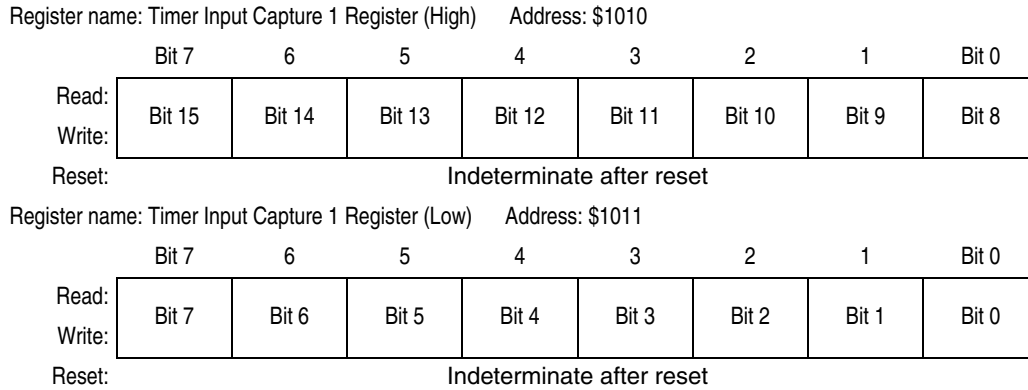 Register name: Timer Input Capture 1 Register (High) Address: $1010
Bit 7 6 5 4 3 2 1 Bit 0
Read:
Bit 15 Bit 14 Bit 13 Bit 12 Bit 11 Bit 10 Bit 9 Bit 8
Write:
Reset: Indeterminate after reset
Register name: Timer Input Capture 1 Register (Low) Address: $1011
Bit 7 6 5 4 3 2 1 Bit 0
Read:
Bit 7 Bit 6 Bit 5 Bit 4 Bit 3 Bit 2 Bit 1 Bit 0
Write:
Reset: Indeterminate after reset